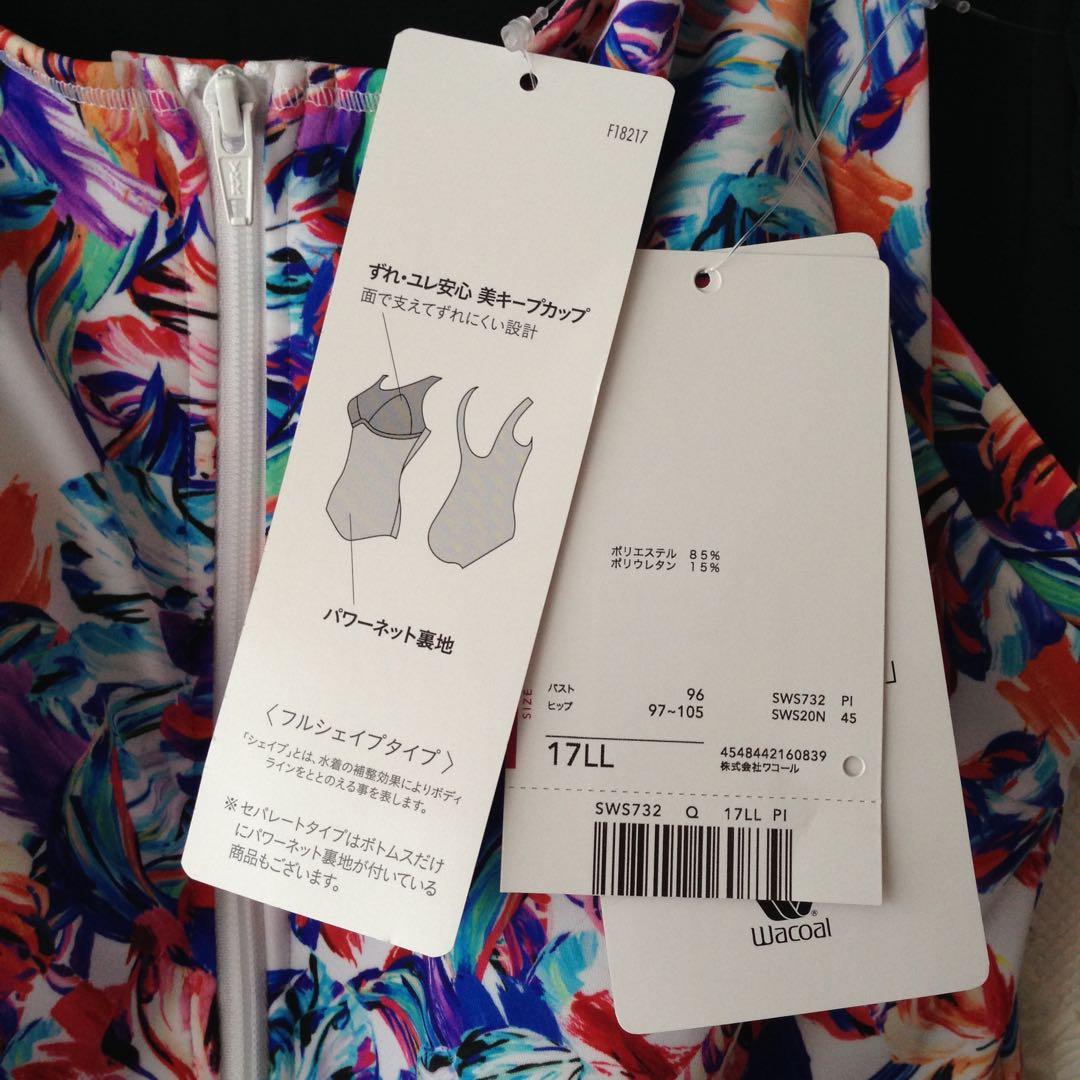 YKK
F18217
ずれ・ユレ安心 美キープカップ
面で支えてずれにくい設計
パワーネット裏地
〈フルシェイプタイプ〉
「シェイプ」とは、水着の補整効果によりボディ
ラインをととのえる事を表します。
※セパレートタイプはボトムスだけ
にパワーネット裏地が付いている
商品もございます。
ポリエステル 85%
ポリウレタン 15%
SIZE
バスト 96
ヒップ 97~105
17LL
SWS732 PI
SWS20N 45
4548442160839
株式会社ワコール
SWS732 Q 17LL PI
Wacoal